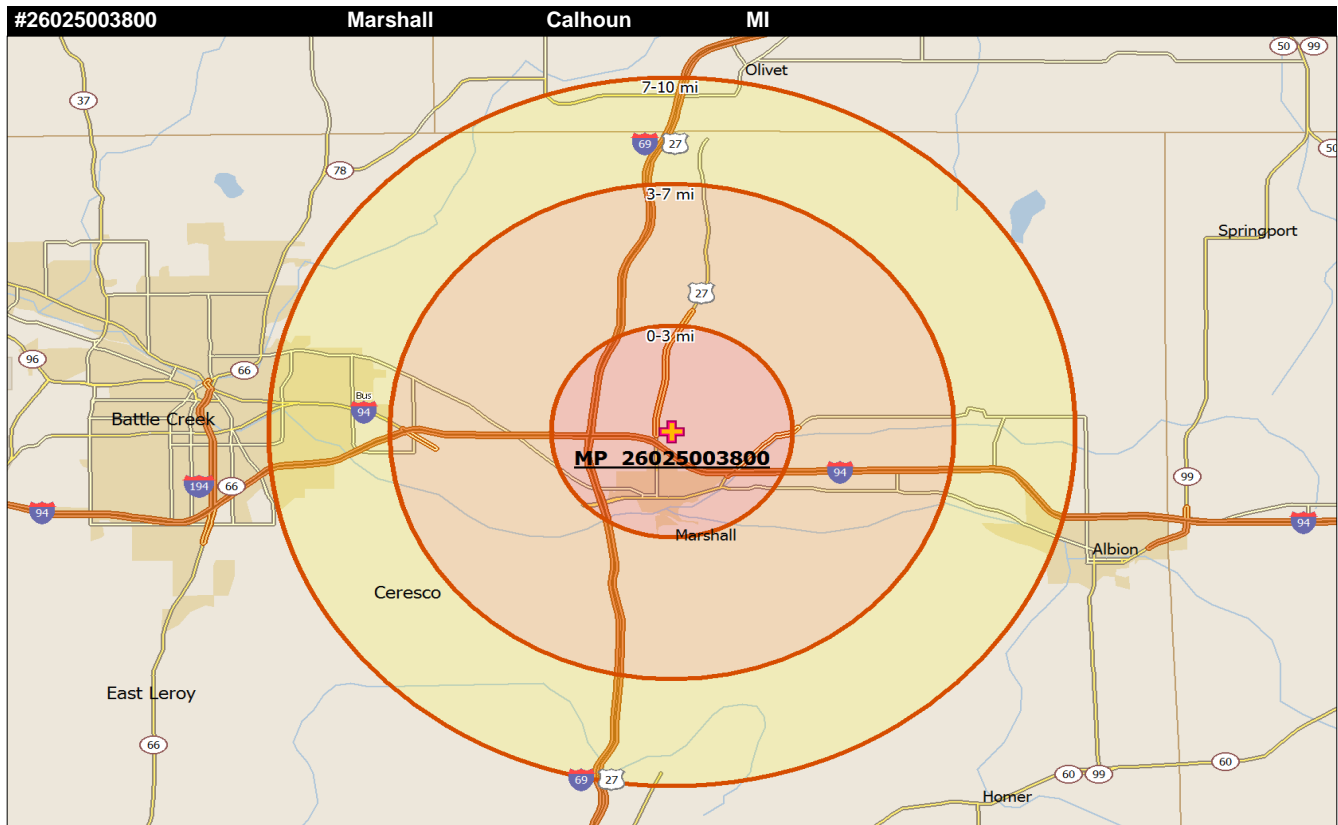 #26025003800 Marshall Calhoun MI
50 99
Olivet
7-10 mi
37
69 27
50
78
3-7 mi
Springport
27
0-3 mi
96
66
Bus
94
Battle Creek
MP 26025003800
94
99
194 66
94
94
Marshall
Albion
Ceresco
East Leroy
66
69 27
60 99
60
Homer